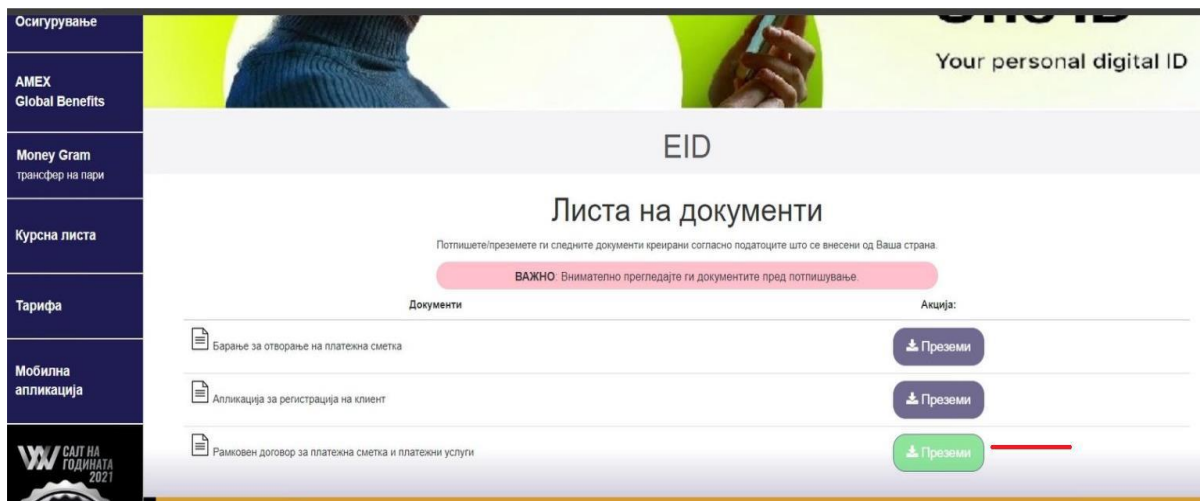 Осигурување
AMEX
Global Benefits
Money Gram
трансфер на пари
Курсна листа
Тарифа
Мобилна
апликација
САЈТ НА
ГОДИНАТА
2021
Your personal digital ID
EID
Листа на документи
Потпишете/преземете ги следните документи креирани согласно податоците што се внесени од Ваша страна.
ВАЖНО: Внимателно прегледајте ги документите пред потпишување.
Документи Акција:
Барање за отворање на платежна сметка Преземи
Апликација за регистрација на клиент Преземи
Рамковен договор за платежна сметка и платежни услуги Преземи